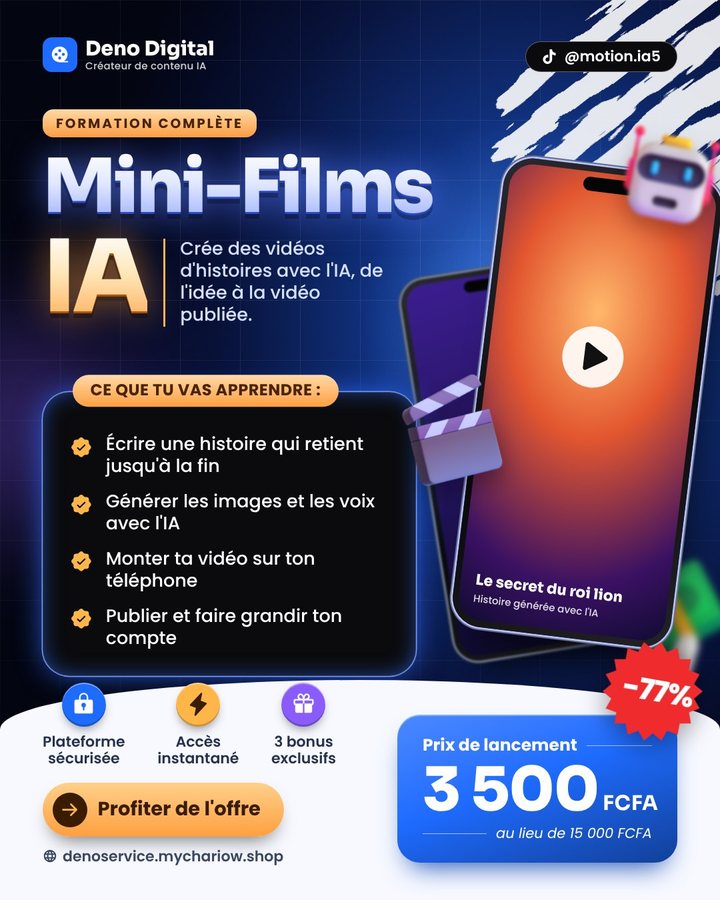 Deno Digital
Créateur de contenu IA
@motion.ia5
FORMATION COMPLÈTE
Mini-Films
IA
Crée des vidéos
d'histoires avec l'IA, de
l'idée à la vidéo
publiée.
CE QUE TU VAS APPRENDRE :
Écrire une histoire qui retient
jusqu'à la fin
Générer les images et les voix
avec l'IA
Monter ta vidéo sur ton
téléphone
Publier et faire grandir ton
compte
Le secret du roi lion
Histoire générée avec l'IA
-77%
Plateforme
sécurisée
Accès
instantané
3 bonus
exclusifs
Prix de lancement
3 500 FCFA
au lieu de 15 000 FCFA
Profiter de l'offre
denoservice.mychariow.shop